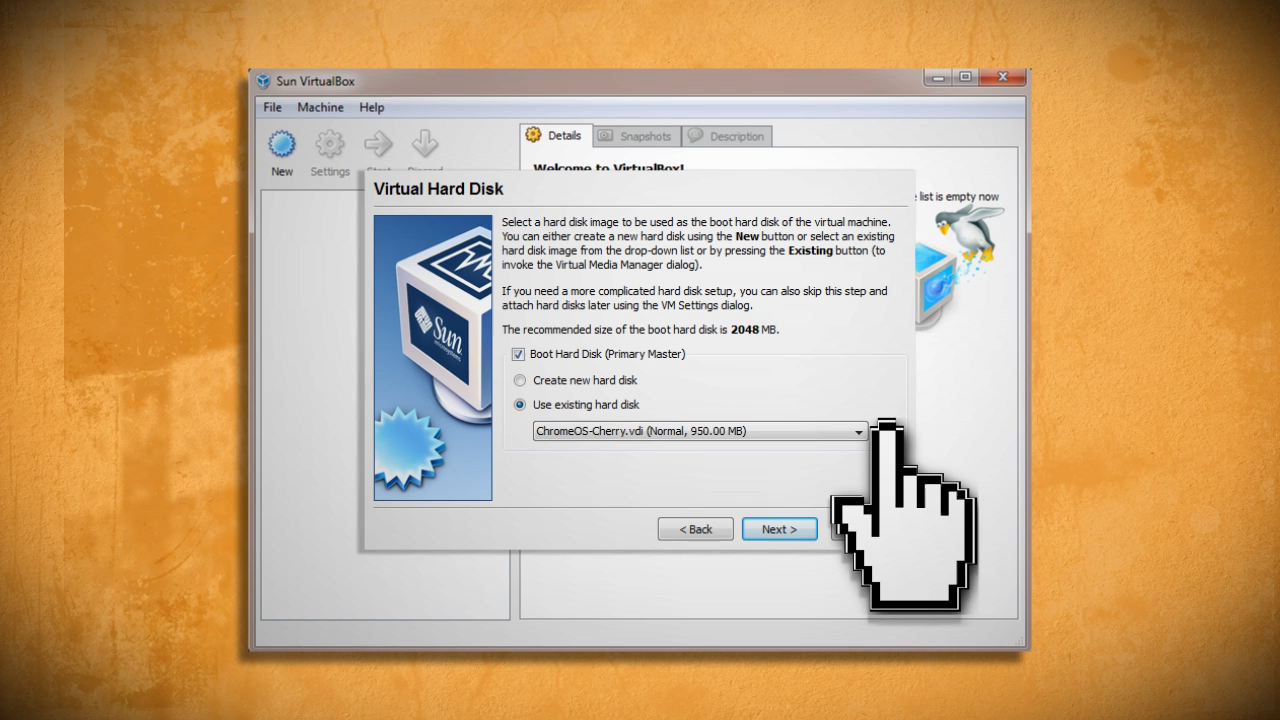 Sun VirtualBox
File Machine Help
New Settings
Details Snapshots Description
Welcome to VirtualBox!
list is empty now
Virtual Hard Disk
Select a hard disk image to be used as the boot hard disk of the virtual machine.
You can either create a new hard disk using the New button or select an existing
hard disk image from the drop-down list or by pressing the Existing button (to
invoke the Virtual Media Manager dialog).
If you need a more complicated hard disk setup, you can also skip this step and
attach hard disks later using the VM Settings dialog.
The recommended size of the boot hard disk is 2048 MB.
Boot Hard Disk (Primary Master)
Create new hard disk
Use existing hard disk
ChromeOS-Cherry.vdi (Normal, 950.00 MB)
Sun
microsystems
< Back Next >